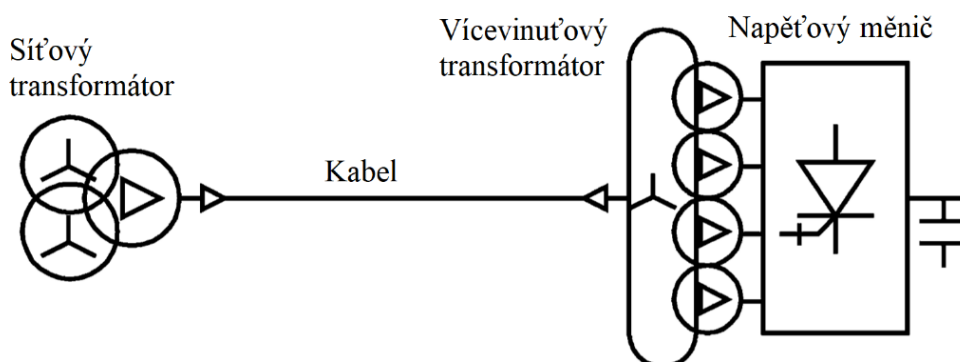 Síťový
transformátor
Kabel
Vícevinuťový
transformátor
Napěťový měnič